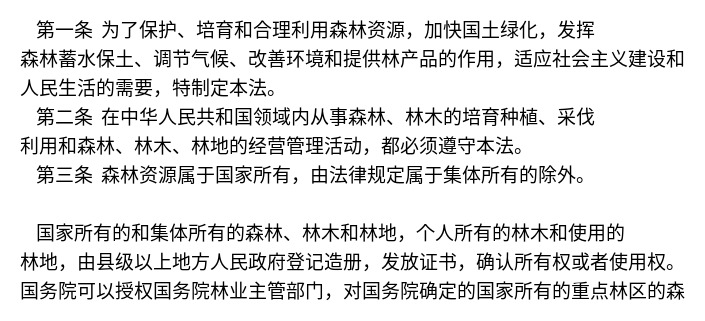 第一条 为了保护、培育和合理利用森林资源，加快国土绿化，发挥
森林蓄水保土、调节气候、改善环境和提供林产品的作用，适应社会主义建设和
人民生活的需要，特制定本法。
第二条 在中华人民共和国领域内从事森林、林木的培育种植、采伐
利用和森林、林木、林地的经营管理活动，都必须遵守本法。
第三条 森林资源属于国家所有，由法律规定属于集体所有的除外。
国家所有的和集体所有的森林、林木和林地，个人所有的林木和使用的
林地，由县级以上地方人民政府登记造册，发放证书，确认所有权或者使用权。
国务院可以授权国务院林业主管部门，对国务院确定的国家所有的重点林区的森